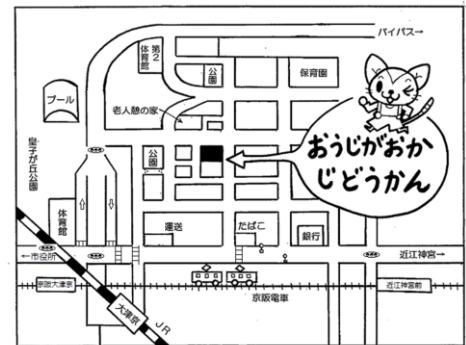 バイパス→
第2
体育館
公園
保育園
プール
老人憩の家
おうじがおか
じどうかん
公園
皇子が丘公園
体育館
運送
たばこ
銀行
←市役所
近江神宮→
京阪大津京
京阪電車
近江神宮前
大津京
JR